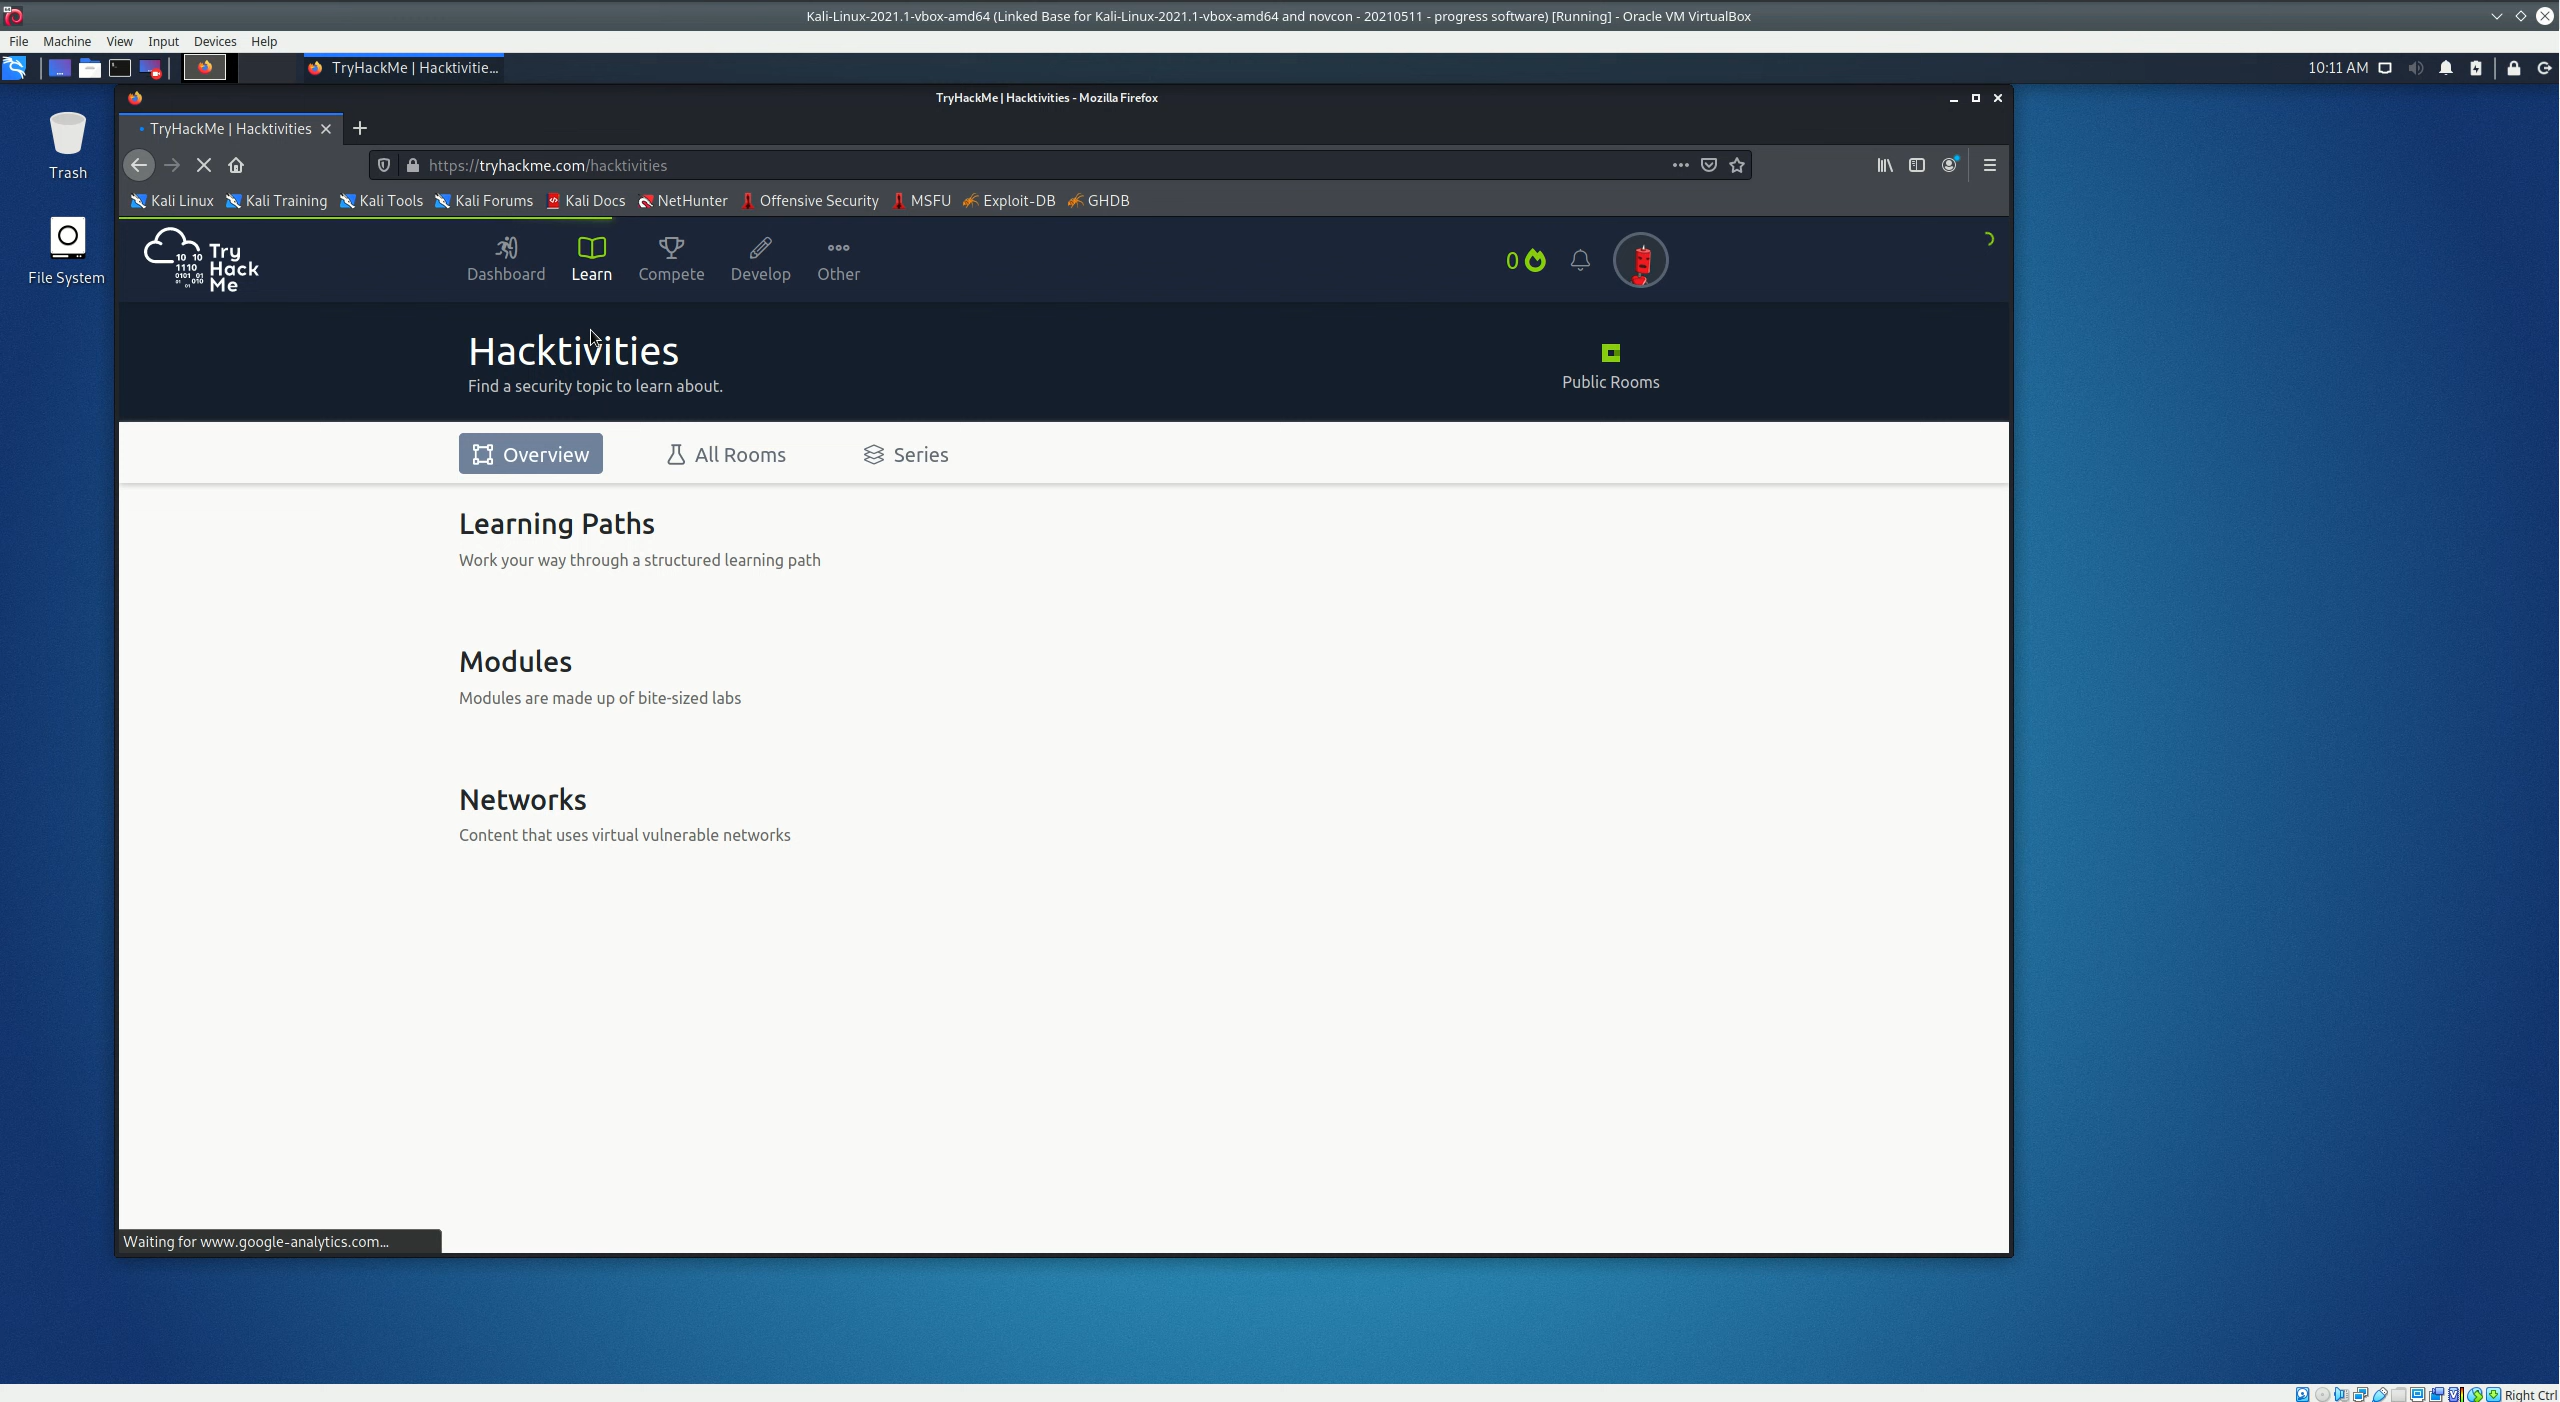 Kali-Linux-2021.1-vbox-amd64 (Linked Base for Kali-Linux-2021.1-vbox-amd64 and novcon - 20210511 - progress software) [Running] - Oracle VM VirtualBox
File Machine View Input Devices Help
TryHackMe | Hacktivitie...
10:11 AM
TryHackMe | Hacktivities - Mozilla Firefox
TryHackMe | Hacktivities
https://tryhackme.com/hacktivities
Kali Linux Kali Training Kali Tools Kali Forums Kali Docs NetHunter Offensive Security MSFU Exploit-DB GHDB
Trash
File System
Try
Hack
Me
Dashboard Learn Compete Develop Other
0
Hacktivities
Find a security topic to learn about.
Public Rooms
Overview All Rooms Series
Learning Paths
Work your way through a structured learning path
Modules
Modules are made up of bite-sized labs
Networks
Content that uses virtual vulnerable networks
Waiting for www.google-analytics.com...
Right Ctrl